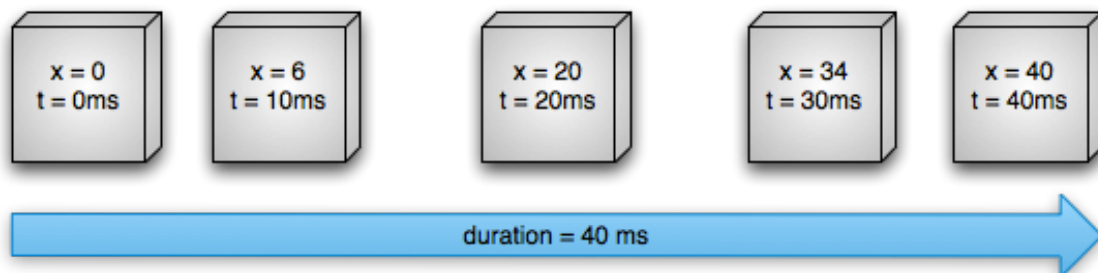 x = 0
t = 0ms
x = 6
t = 10ms
x = 20
t = 20ms
x = 34
t = 30ms
x = 40
t = 40ms
duration = 40 ms